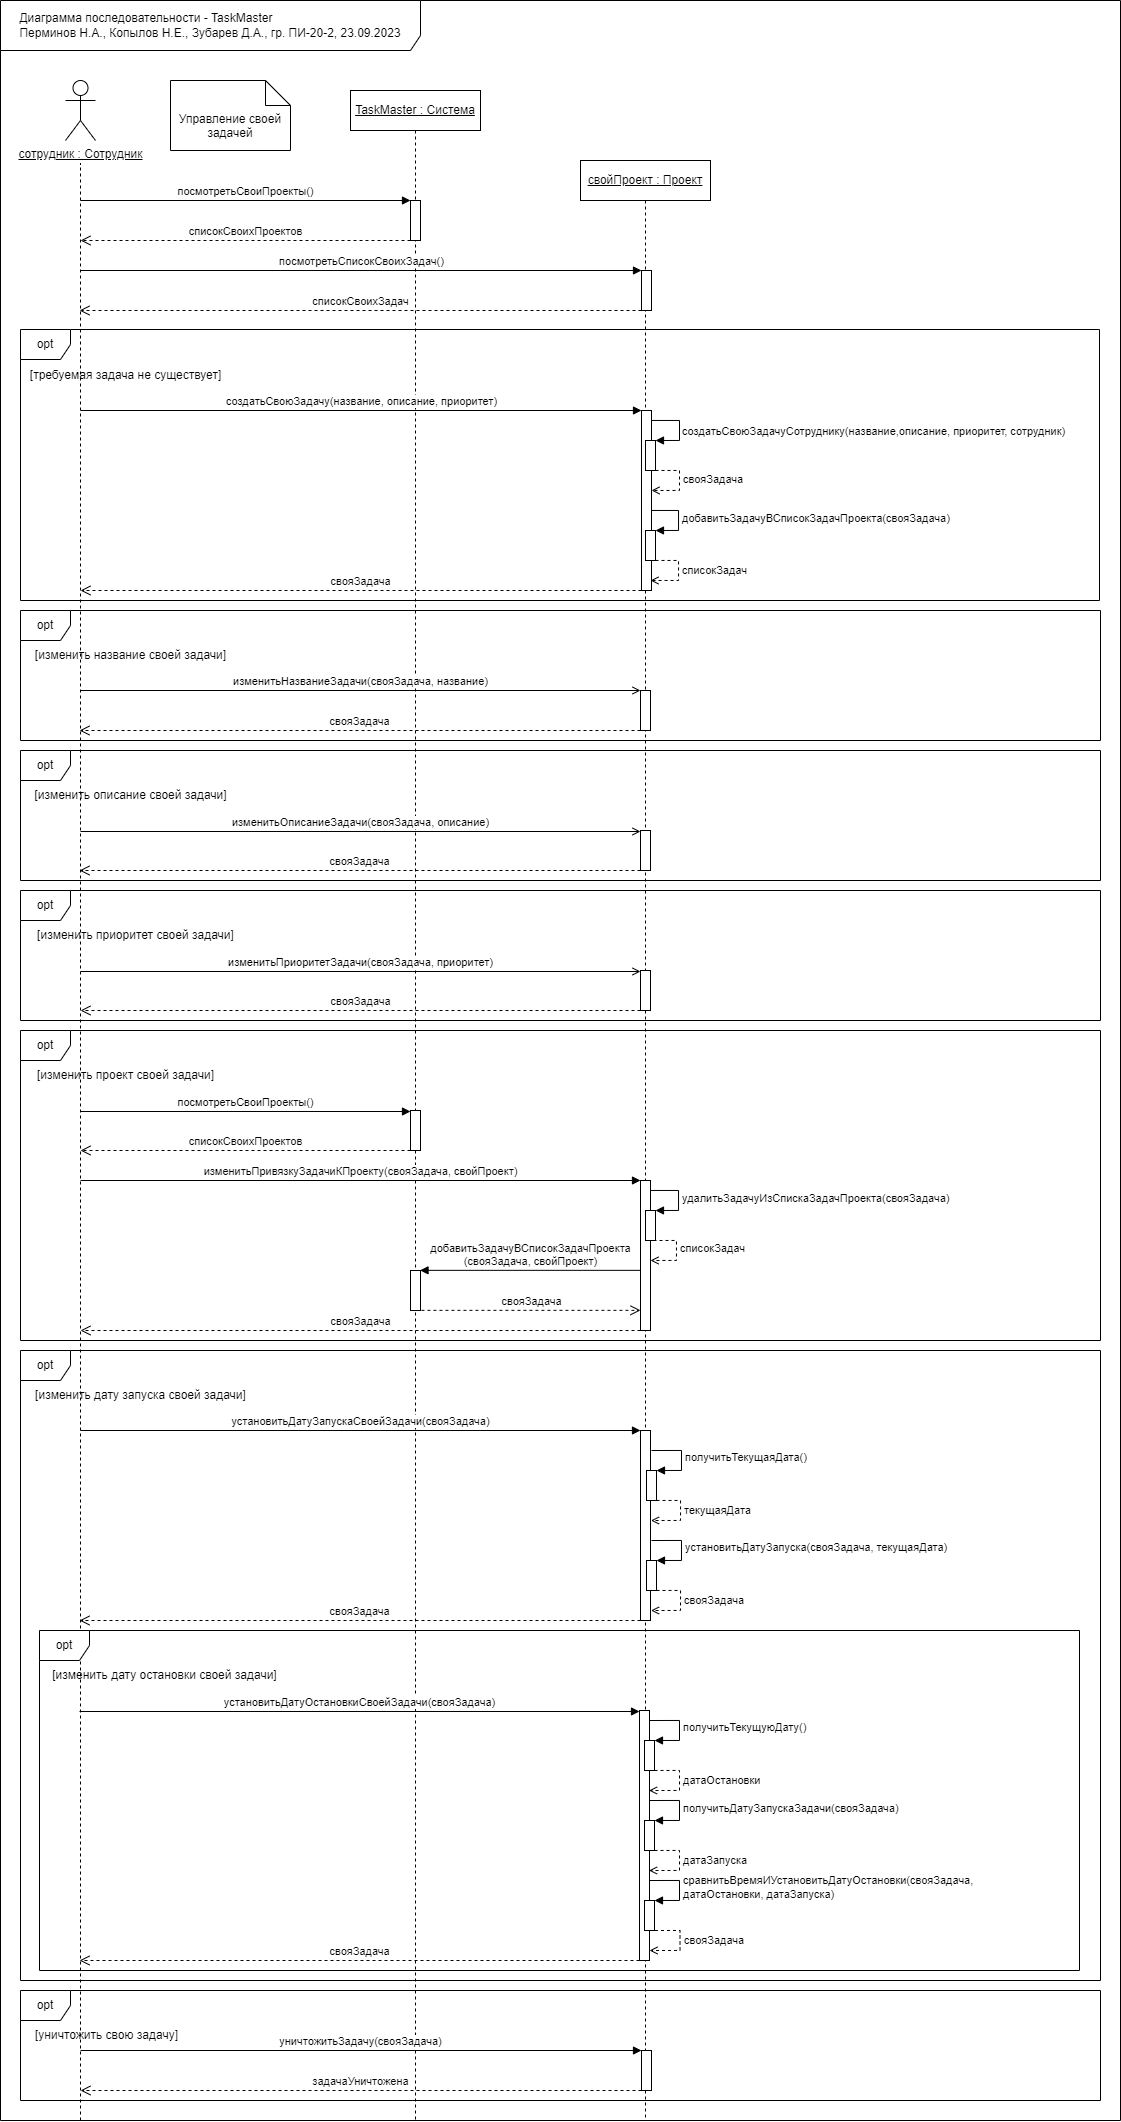 Диаграмма последовательности - TaskMaster
Перминов Н.А., Копылов Н.Е., Зубарев Д.А., гр. ПИ-20-2, 23.09.2023
Управление своей
задачей
TaskMaster : Система
сотрудник : Сотрудник
свойПроект : Проект
посмотретьСвоиПроекты()
списокСвоихПроектов
посмотретьСписокСвоихЗадач()
списокСвоихЗадач
opt
[требуемая задача не существует]
создатьСвоюЗадачу(название, описание, приоритет)
создатьСвоюЗадачуСотруднику(название,описание, приоритет, сотрудник)
свояЗадача
добавитьЗадачуВСписокЗадачПроекта(свояЗадача)
списокЗадач
свояЗадача
opt
[изменить название своей задачи]
изменитьНазваниеЗадачи(свояЗадача, название)
свояЗадача
opt
[изменить описание своей задачи]
изменитьОписаниеЗадачи(свояЗадача, описание)
свояЗадача
opt
[изменить приоритет своей задачи]
изменитьПриоритетЗадачи(свояЗадача, приоритет)
свояЗадача
opt
[изменить проект своей задачи]
посмотретьСвоиПроекты()
списокСвоихПроектов
изменитьПривязкуЗадачиКПроекту(свояЗадача, свойПроект)
удалитьЗадачуИзСпискаЗадачПроекта(свояЗадача)
списокЗадач
добавитьЗадачуВСписокЗадачПроекта
(свояЗадача, свойПроект)
свояЗадача
свояЗадача
opt
[изменить дату запуска своей задачи]
установитьДатуЗапускаСвоейЗадачи(свояЗадача)
получитьТекущаяДата()
текущаяДата
установитьДатуЗапуска(свояЗадача, текущаяДата)
свояЗадача
свояЗадача
opt
[изменить дату остановки своей задачи]
установитьДатуОстановкиСвоейЗадачи(свояЗадача)
получитьТекущуюДату()
датаОстановки
получитьДатуЗапускаЗадачи(свояЗадача)
датаЗапуска
сравнитьВремяИУстановитьДатуОстановки(свояЗадача,
датаОстановки, датаЗапуска)
свояЗадача
свояЗадача
opt
[уничтожить свою задачу]
уничтожитьЗадачу(свояЗадача)
задачаУничтожена